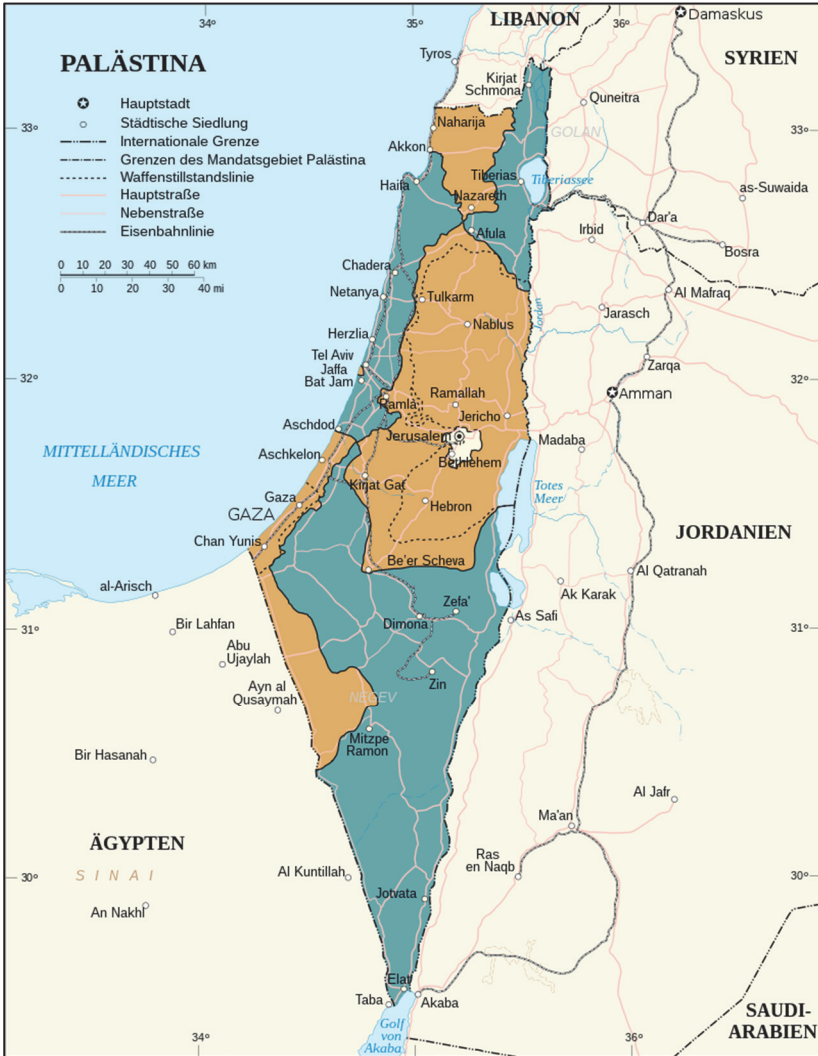 34°
35°
36°
LIBANON
Damaskus
SYRIEN
Tyros
PALÄSTINA
Kirjat
Schmona
Quneitra
Hauptstadt
Städtische Siedlung
Internationale Grenze
Grenzen des Mandatsgebiet Palästina
Waffenstillstandslinie
Hauptstraße
Nebenstraße
Eisenbahnlinie
0 10 20 30 40 50 60 km
0 10 20 30 40 mi
33°
Naharija
GOLAN
33°
Akkon
Haifa
Tiberias
Tiberiassee
as-Suwaida
Nazareth
Dar'a
Afula
Irbid
Bosra
Chadera
Netanya
Tulkarm
Al Mafraq
Jordan
Jarasch
Nablus
Herzlia
Tel Aviv
Jaffa
Bat Jam
Zarqa
32°
32°
Ramallah
Amman
Ramla
Jericho
Aschdod
Jerusalem
Madaba
MITTELLÄNDISCHES
MEER
Aschkelon
Bethlehem
Kirjat Gat
Totes
Meer
Gaza
GAZA
Hebron
JORDANIEN
Chan Yunis
Be'er Scheva
Al Qatranah
al-Arisch
Ak Karak
Zefa'
Dimona
As Safi
Bir Lahfan
31°
31°
Abu
Ujaylah
Zin
Ayn al
Qusaymah
NEGEV
Mitzpe
Ramon
Bir Hasanah
Al Jafr
Ma'an
ÄGYPTEN
Ras
en Naqb
SINAI
Al Kuntillah
30°
30°
Jotvata
An Nakhl
Elat
Taba
Akaba
SAUDI-
ARABIEN
Golf
von
Akaba
34°
36°